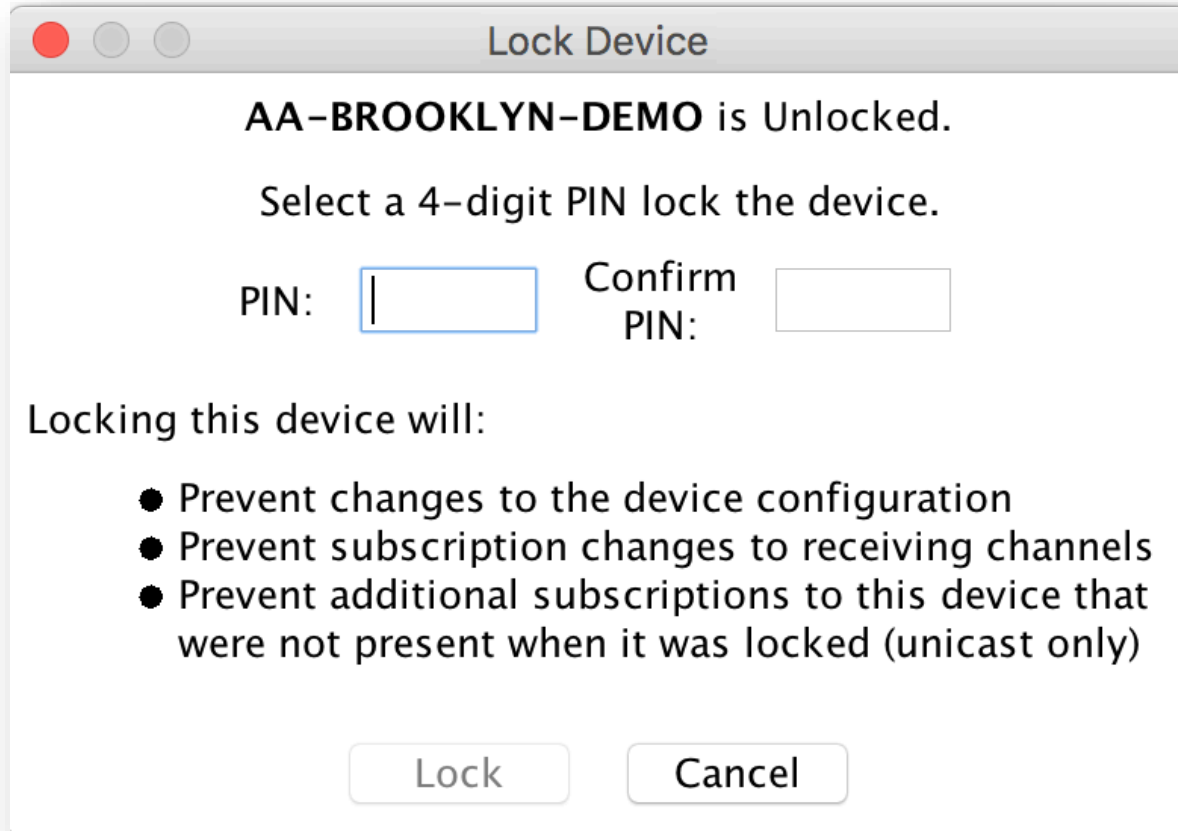 Lock Device
AA-BROOKLYN-DEMO is Unlocked.
Select a 4-digit PIN lock the device.
PIN:
Confirm
PIN:
Locking this device will:
● Prevent changes to the device configuration
● Prevent subscription changes to receiving channels
● Prevent additional subscriptions to this device that
were not present when it was locked (unicast only)
Lock
Cancel